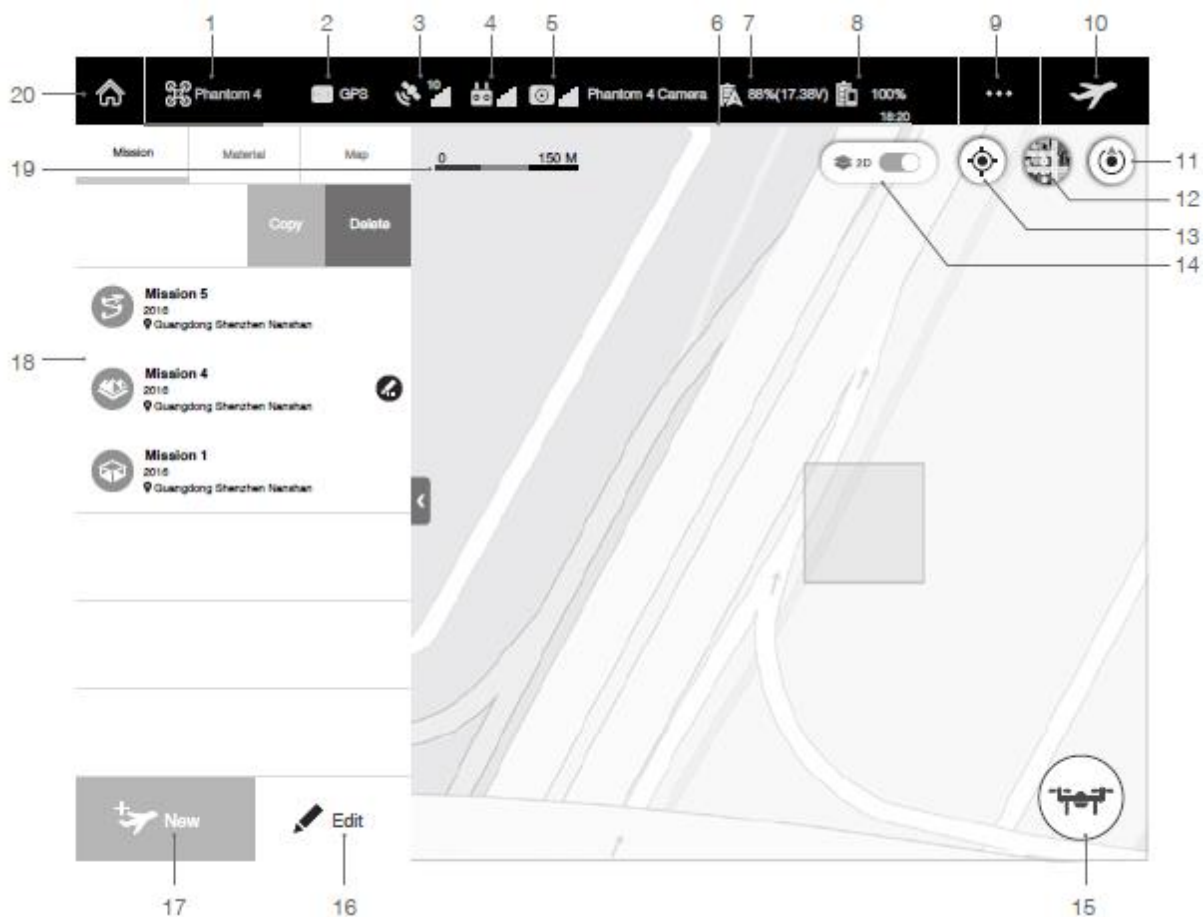 1 2 3 4 5 6 7 8 9 10
20 Phantom 4 GPS 10 Phantom 4 Camera 88%(17.38V) 100% ...
18:20
Mission Material Map
19 0 150 M 2D 11
12
Copy Delete 13
14
Mission 5
2016
Guangdong Shenzhen Nanshan
18
Mission 4
2016
Guangdong Shenzhen Nanshan
Mission 1
2016
Guangdong Shenzhen Nanshan
New Edit
17 16 15